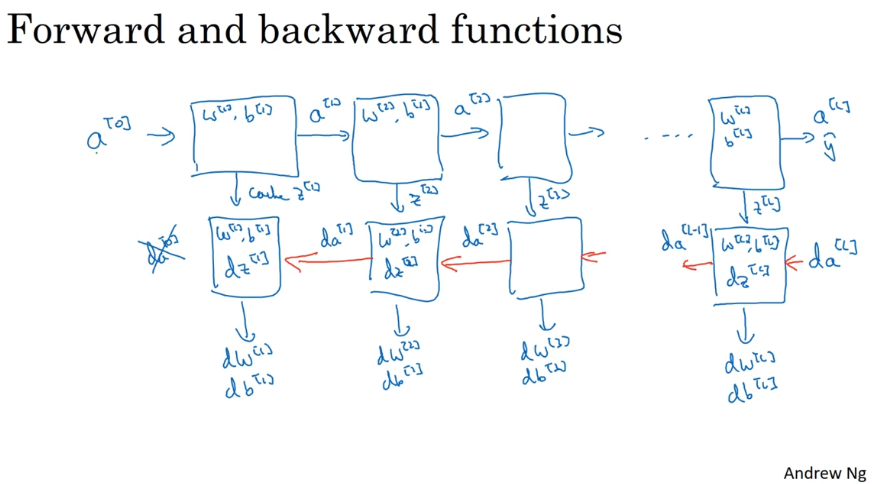 Forward and backward functions
a^[0] → w^[1], b^[1] a^[1] w^[2], b^[2] a^[2] w^[L] b^[L] a^[L] ŷ
cache z^[1] z^[2] z^[3] z^[L]
da^[0] w^[1], b^[1] dz^[1] da^[1] w^[2], b^[2] dz^[2] da^[2] da^[L-1] w^[L], b^[L] dz^[L] da^[L]
dw^[1] dw^[2] dw^[3] dw^[L]
db^[1] db^[2] db^[3] db^[L]
Andrew Ng